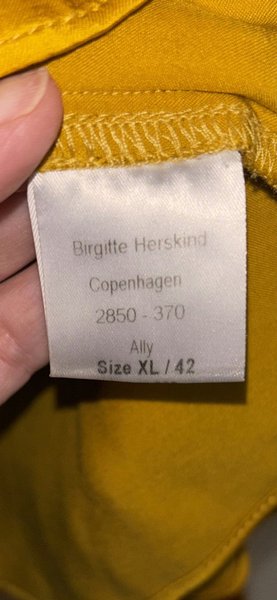 Birgitte Herskind
Copenhagen
2850 - 370
Ally
Size XL / 42